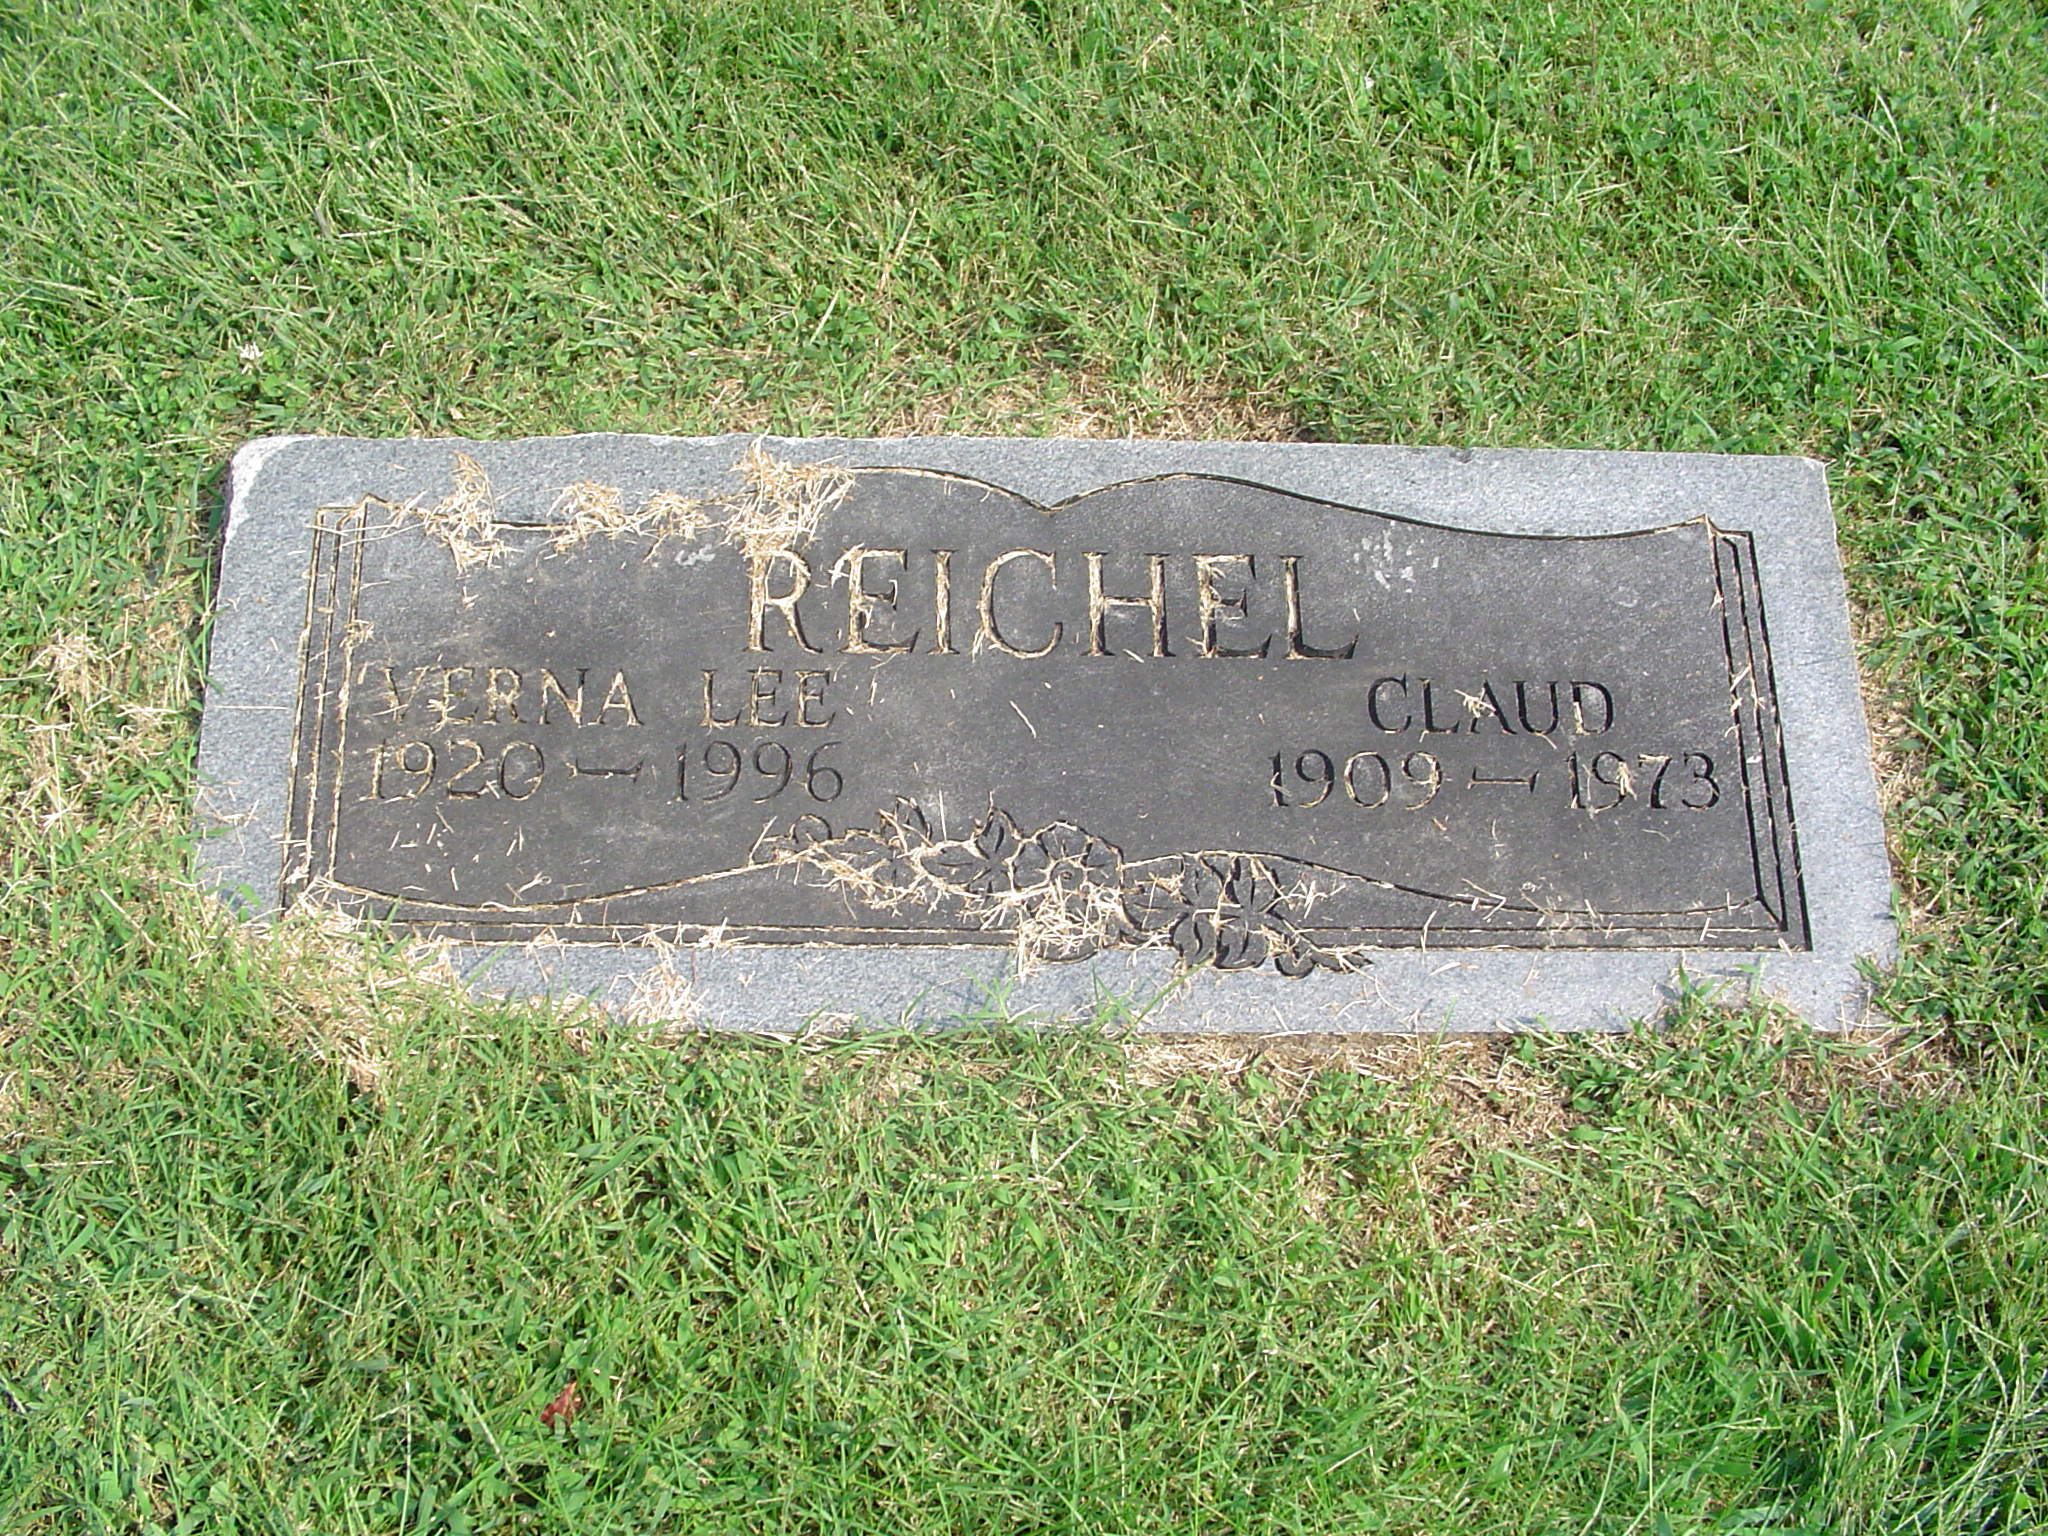 REICHEL
VERNA LEE
1920 – 1996
CLAUD
1909 – 1973